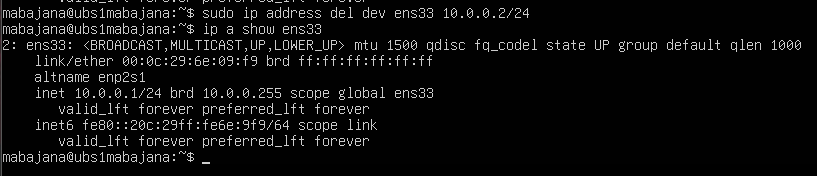 mabajana@ubs1mabajana:~$ sudo ip address del dev ens33 10.0.0.2/24
mabajana@ubs1mabajana:~$ ip a show ens33
2: ens33: <BROADCAST,MULTICAST,UP,LOWER_UP> mtu 1500 qdisc fq_codel state UP group default qlen 1000
    link/ether 00:0c:29:6e:09:f9 brd ff:ff:ff:ff:ff:ff
    altname enp2s1
    inet 10.0.0.1/24 brd 10.0.0.255 scope global ens33
       valid_lft forever preferred_lft forever
    inet6 fe80::20c:29ff:fe6e:9f9/64 scope link
       valid_lft forever preferred_lft forever
mabajana@ubs1mabajana:~$ _